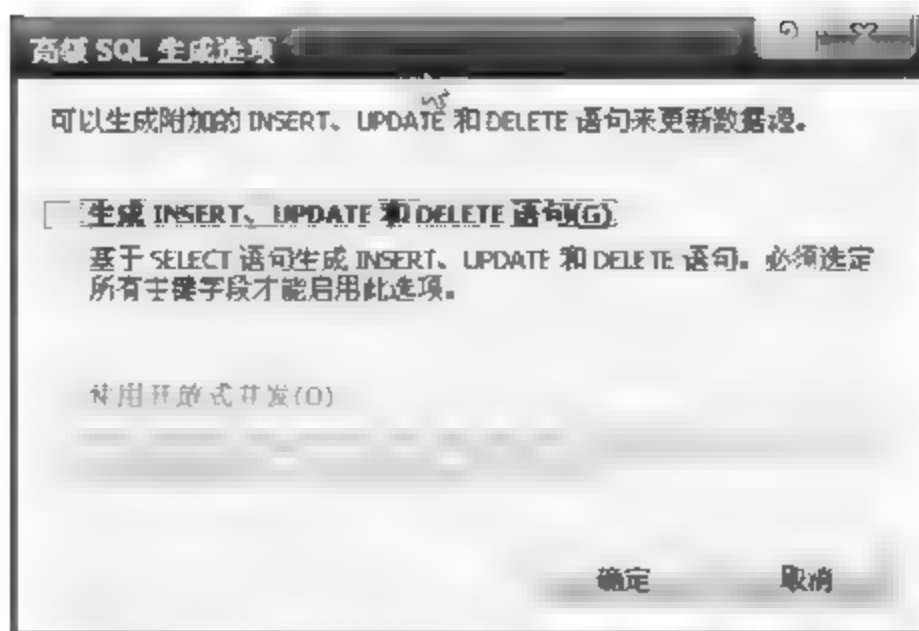 高级 SQL 生成选项
可以生成附加的 INSERT、UPDATE 和 DELETE 语句来更新数据源。
生成 INSERT、UPDATE 和 DELETE 语句(G)
基于 SELECT 语句生成 INSERT、UPDATE 和 DELETE 语句。必须选定
所有主键字段才能启用此选项。
使用开放式并发(O)
确定 取消